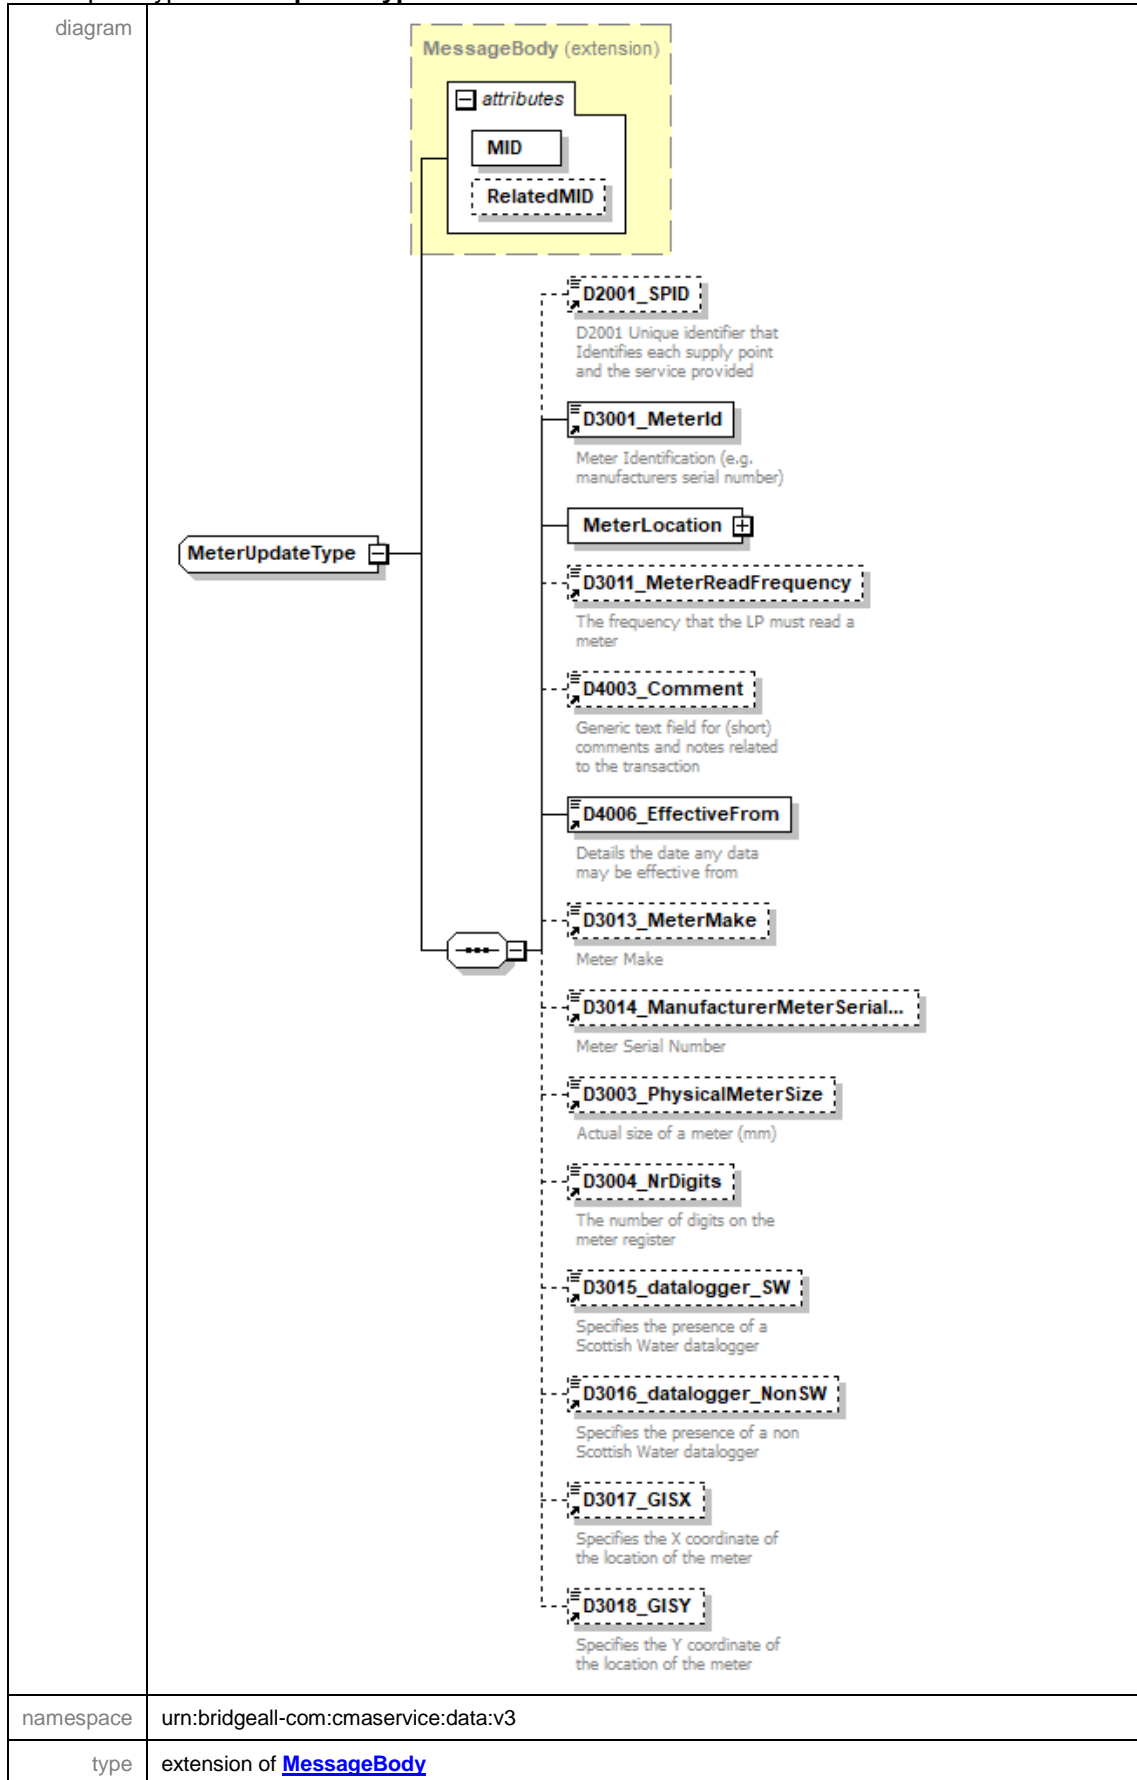 diagram
MessageBody (extension)
attributes
MID
RelatedMID
D2001_SPID
D2001 Unique identifier that
Identifies each supply point
and the service provided
D3001_MeterId
Meter Identification (e.g.
manufacturers serial number)
MeterLocation
MeterUpdateType
D3011_MeterReadFrequency
The frequency that the LP must read a
meter
D4003_Comment
Generic text field for (short)
comments and notes related
to the transaction
D4006_EffectiveFrom
Details the date any data
may be effective from
D3013_MeterMake
Meter Make
D3014_ManufacturerMeterSerial...
Meter Serial Number
D3003_PhysicalMeterSize
Actual size of a meter (mm)
D3004_NrDigits
The number of digits on the
meter register
D3015_datalogger_SW
Specifies the presence of a
Scottish Water datalogger
D3016_datalogger_NonSW
Specifies the presence of a non
Scottish Water datalogger
D3017_GISX
Specifies the X coordinate of
the location of the meter
D3018_GISY
Specifies the Y coordinate of
the location of the meter
namespace urn:bridgeall-com:cmaservice:data:v3
type extension of MessageBody